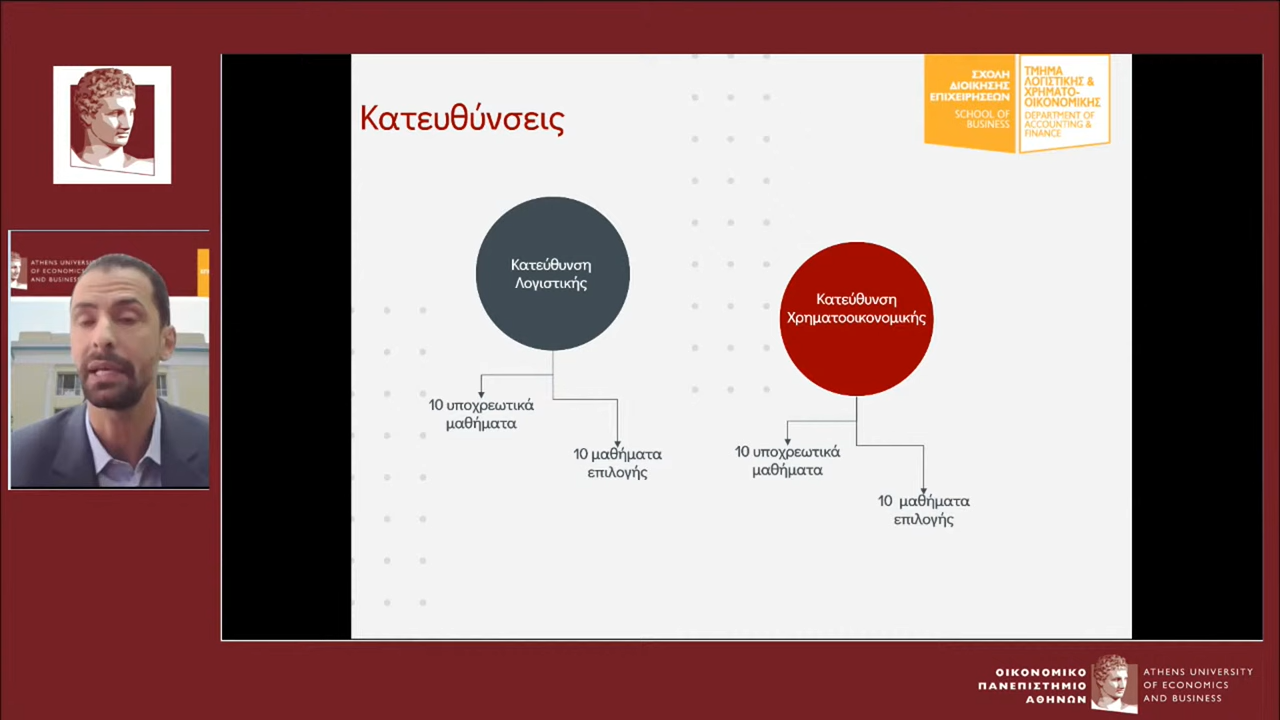 Κατευθύνσεις
ΣΧΟΛΗ
ΔΙΟΙΚΗΣΗΣ
ΕΠΙΧΕΙΡΗΣΕΩΝ
SCHOOL OF
BUSINESS
ΤΜΗΜΑ
ΛΟΓΙΣΤΙΚΗΣ &
ΧΡΗΜΑΤΟ-
ΟΙΚΟΝΟΜΙΚΗΣ
DEPARTMENT OF
ACCOUNTING &
FINANCE
ATHENS UNIVERSITY
OF ECONOMICS
AND BUSINESS
Κατεύθυνση
Λογιστικής
10 υποχρεωτικά
μαθήματα
10 μαθήματα
επιλογής
Κατεύθυνση
Χρηματοοικονομικής
10 υποχρεωτικά
μαθήματα
10 μαθήματα
επιλογής
ΟΙΚΟΝΟΜΙΚΟ
ΠΑΝΕΠΙΣΤΗΜΙΟ
ΑΘΗΝΩΝ
ATHENS UNIVERSITY
OF ECONOMICS
AND BUSINESS